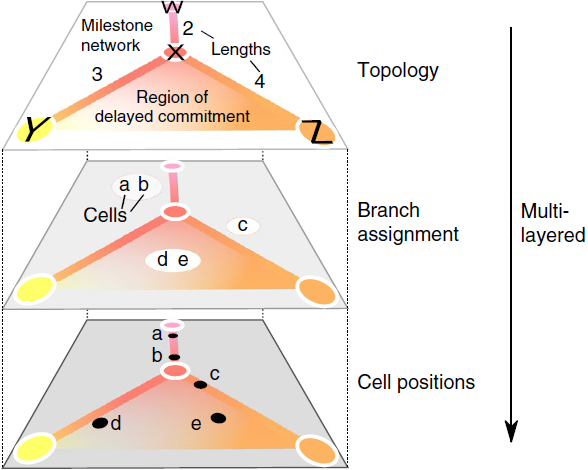 W
Milestone
network
2
Lengths
X
3
4
Region of
delayed commitment
Y
Z
Topology
a b
Cells
c
d e
Branch
assignment
Multi-
layered
a
b
c
d
e
Cell positions